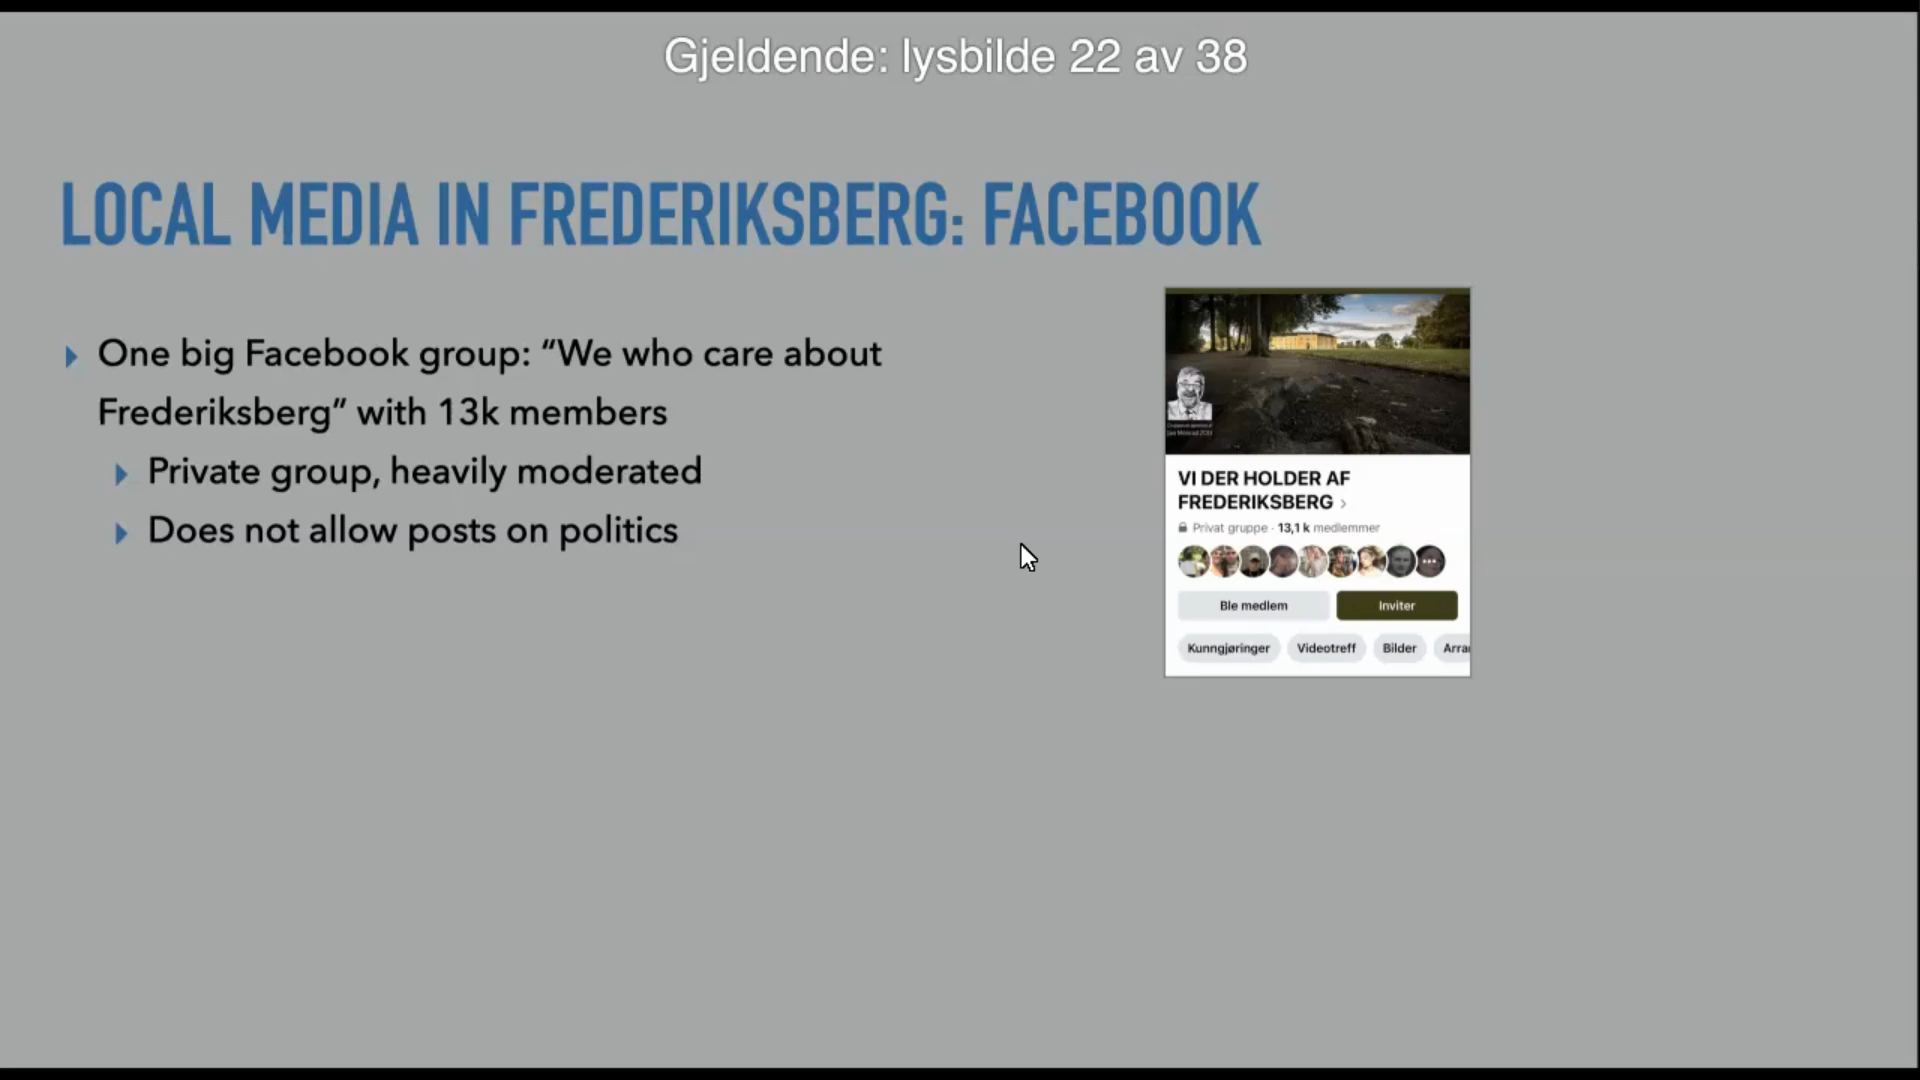 Gjeldende: lysbilde 22 av 38
LOCAL MEDIA IN FREDERIKSBERG: FACEBOOK
One big Facebook group: “We who care about
Frederiksberg” with 13k members
Private group, heavily moderated
Does not allow posts on politics
VI DER HOLDER AF
FREDERIKSBERG ›
Privat gruppe · 13,1 k medlemmer
Ble medlem
Inviter
Kunngjøringer
Videotreff
Bilder
Arra